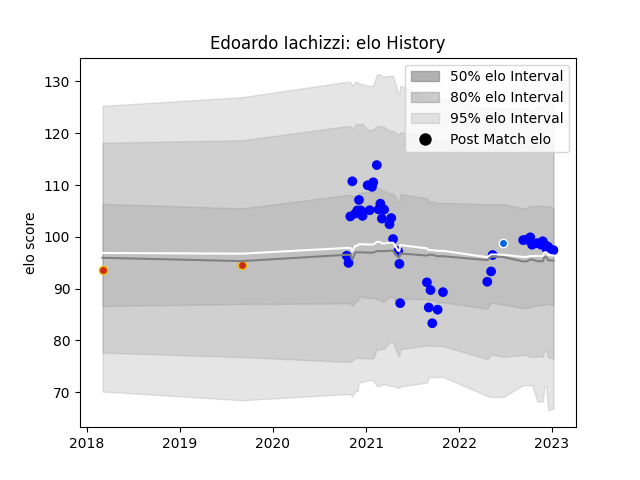 Edoardo Iachizzi: elo History
130
120
110
100
90
80
70
elo score
50% elo Interval
80% elo Interval
95% elo Interval
Post Match elo
2018
2019
2020
2021
2022
2023